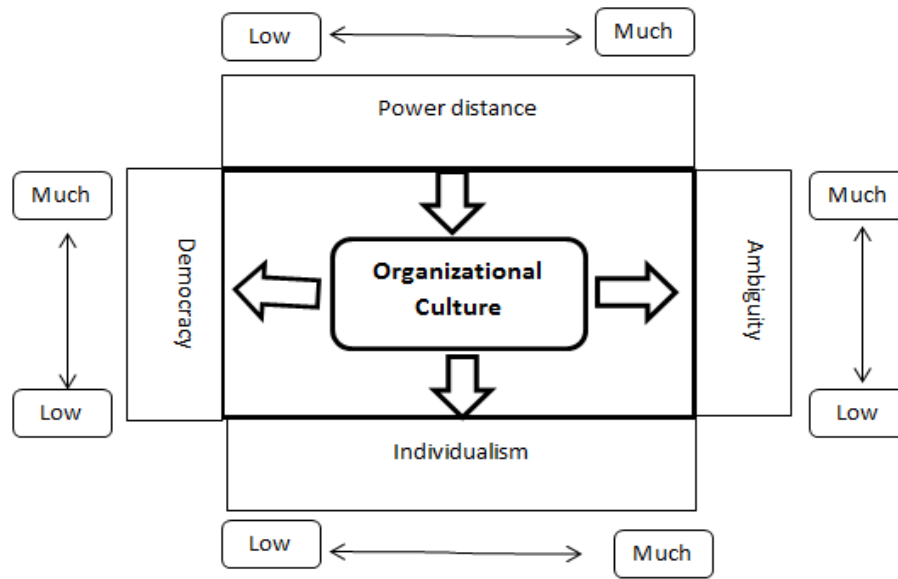 Low
Much
Power distance
Much
Much
Democracy
Organizational
Culture
Ambiguity
Low
Low
Individualism
Low
Much